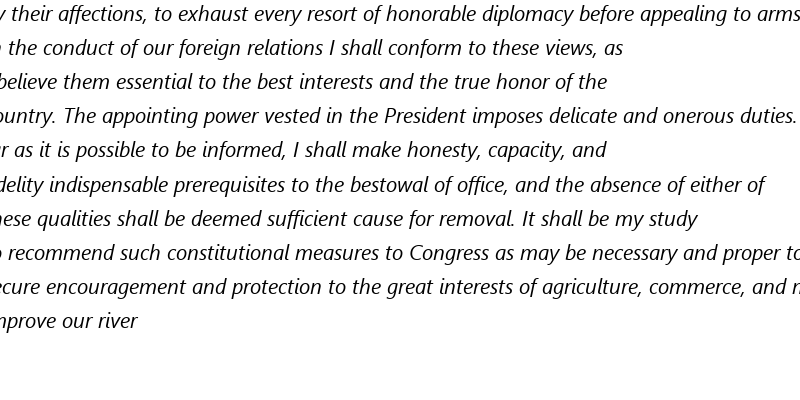 their affections, to exhaust every resort of honorable diplomacy before appealing to arms
the conduct of our foreign relations I shall conform to these views, as
believe them essential to the best interests and the true honor of the
The appointing power vested in the President imposes delicate and onerous duties.
as it is possible to be informed, I shall make honesty, capacity, and
indispensable prerequisites to the bestowal of office, and the absence of either of
qualities shall be deemed sufficient cause for removal. It shall be my study
recommend such constitutional measures to Congress as may be necessary and proper to
encouragement and protection to the great interests of agriculture, commerce, and
our river